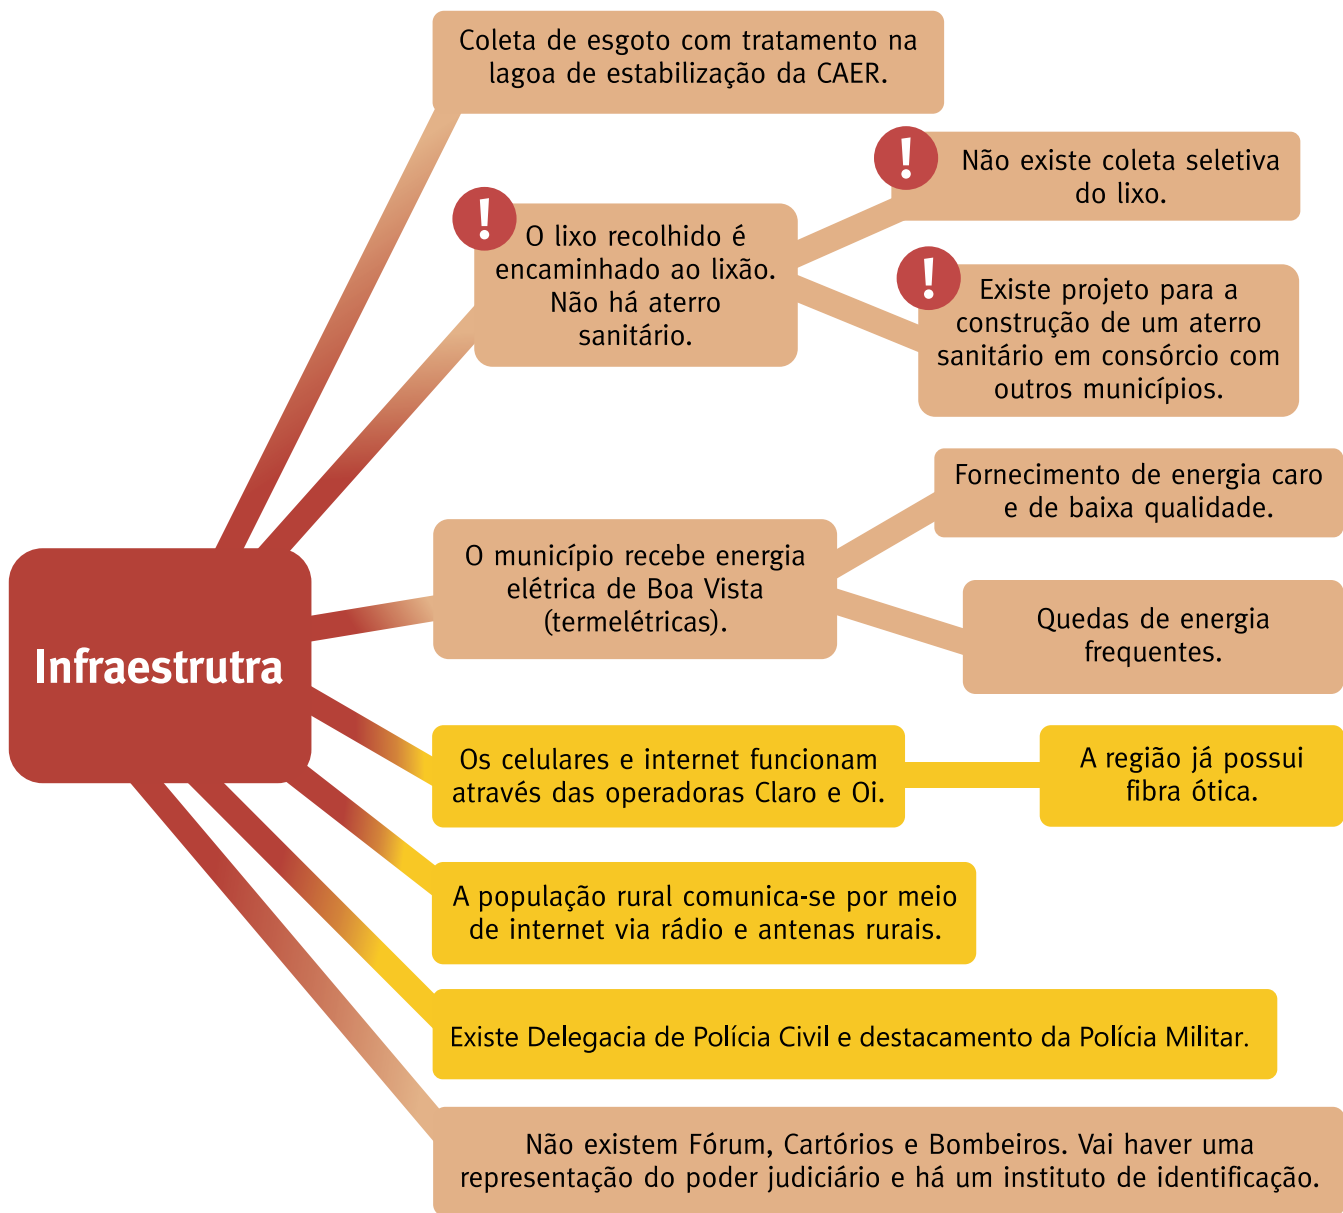 Coleta de esgoto com tratamento na
lagoa de estabilização da CAER.
!
O lixo recolhido é
encaminhado ao lixão.
Não há aterro
sanitário.
!
Não existe coleta seletiva
do lixo.
!
Existe projeto para a
construção de um aterro
sanitário em consórcio com
outros municípios.
Infraestrutra
O município recebe energia
elétrica de Boa Vista
(termelétricas).
Fornecimento de energia caro
e de baixa qualidade.
Quedas de energia
frequentes.
Os celulares e internet funcionam
através das operadoras Claro e Oi.
A região já possui
fibra ótica.
A população rural comunica-se por meio
de internet via rádio e antenas rurais.
Existe Delegacia de Polícia Civil e destacamento da Polícia Militar.
Não existem Fórum, Cartórios e Bombeiros. Vai haver uma
representação do poder judiciário e há um instituto de identificação.